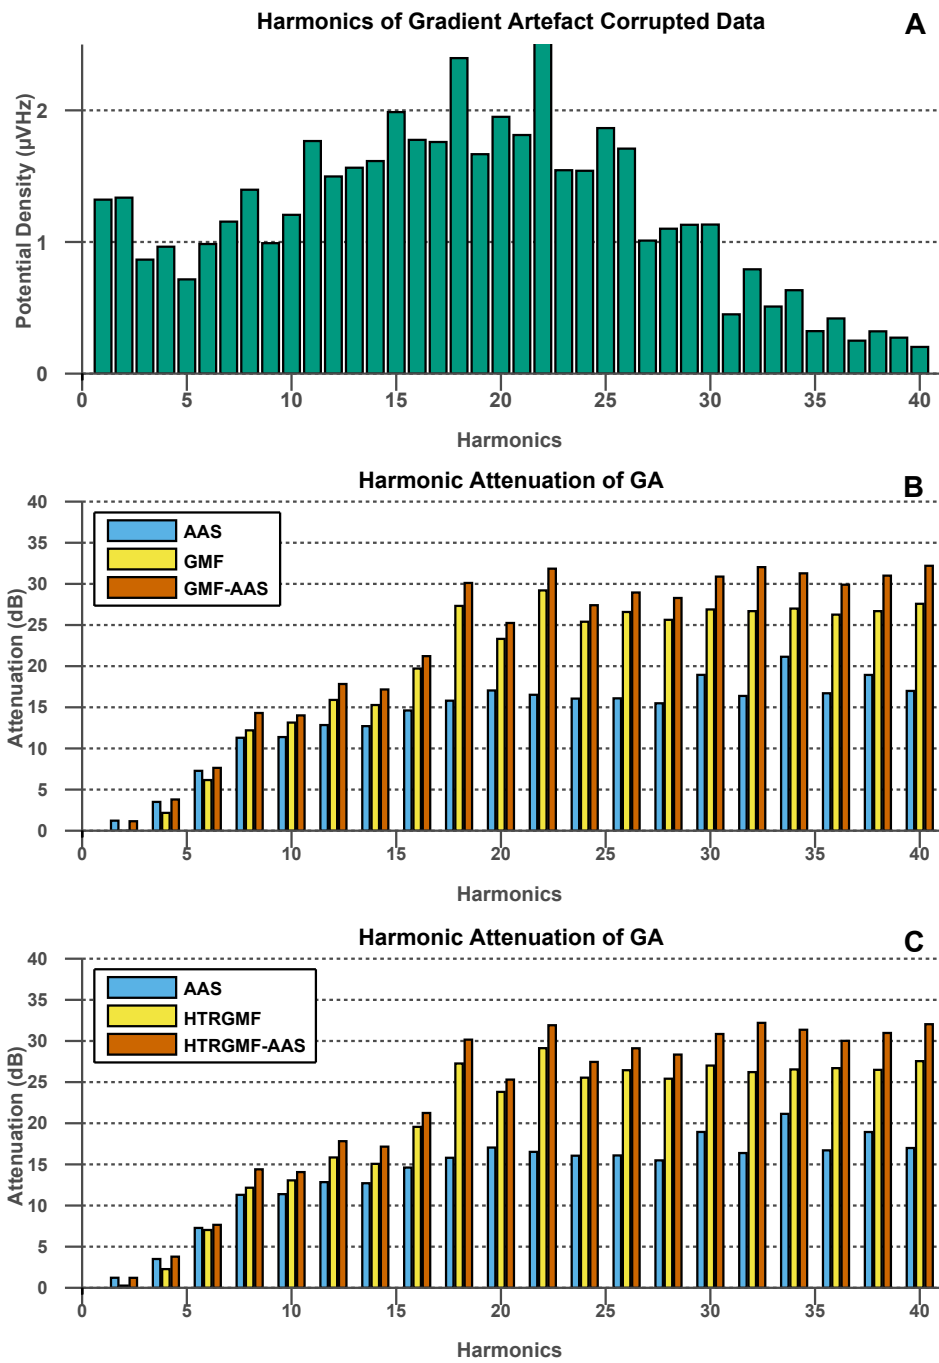 Harmonics of Gradient Artefact Corrupted Data
A
Potential Density (µVHz)
2
1
0
0 5 10 15 20 25 30 35 40
Harmonics
Harmonic Attenuation of GA
B
Attenuation (dB)
40
35
30
25
20
15
10
5
0
AAS
GMF
GMF-AAS
0 5 10 15 20 25 30 35 40
Harmonics
Harmonic Attenuation of GA
C
Attenuation (dB)
40
35
30
25
20
15
10
5
0
AAS
HTRGMF
HTRGMF-AAS
0 5 10 15 20 25 30 35 40
Harmonics